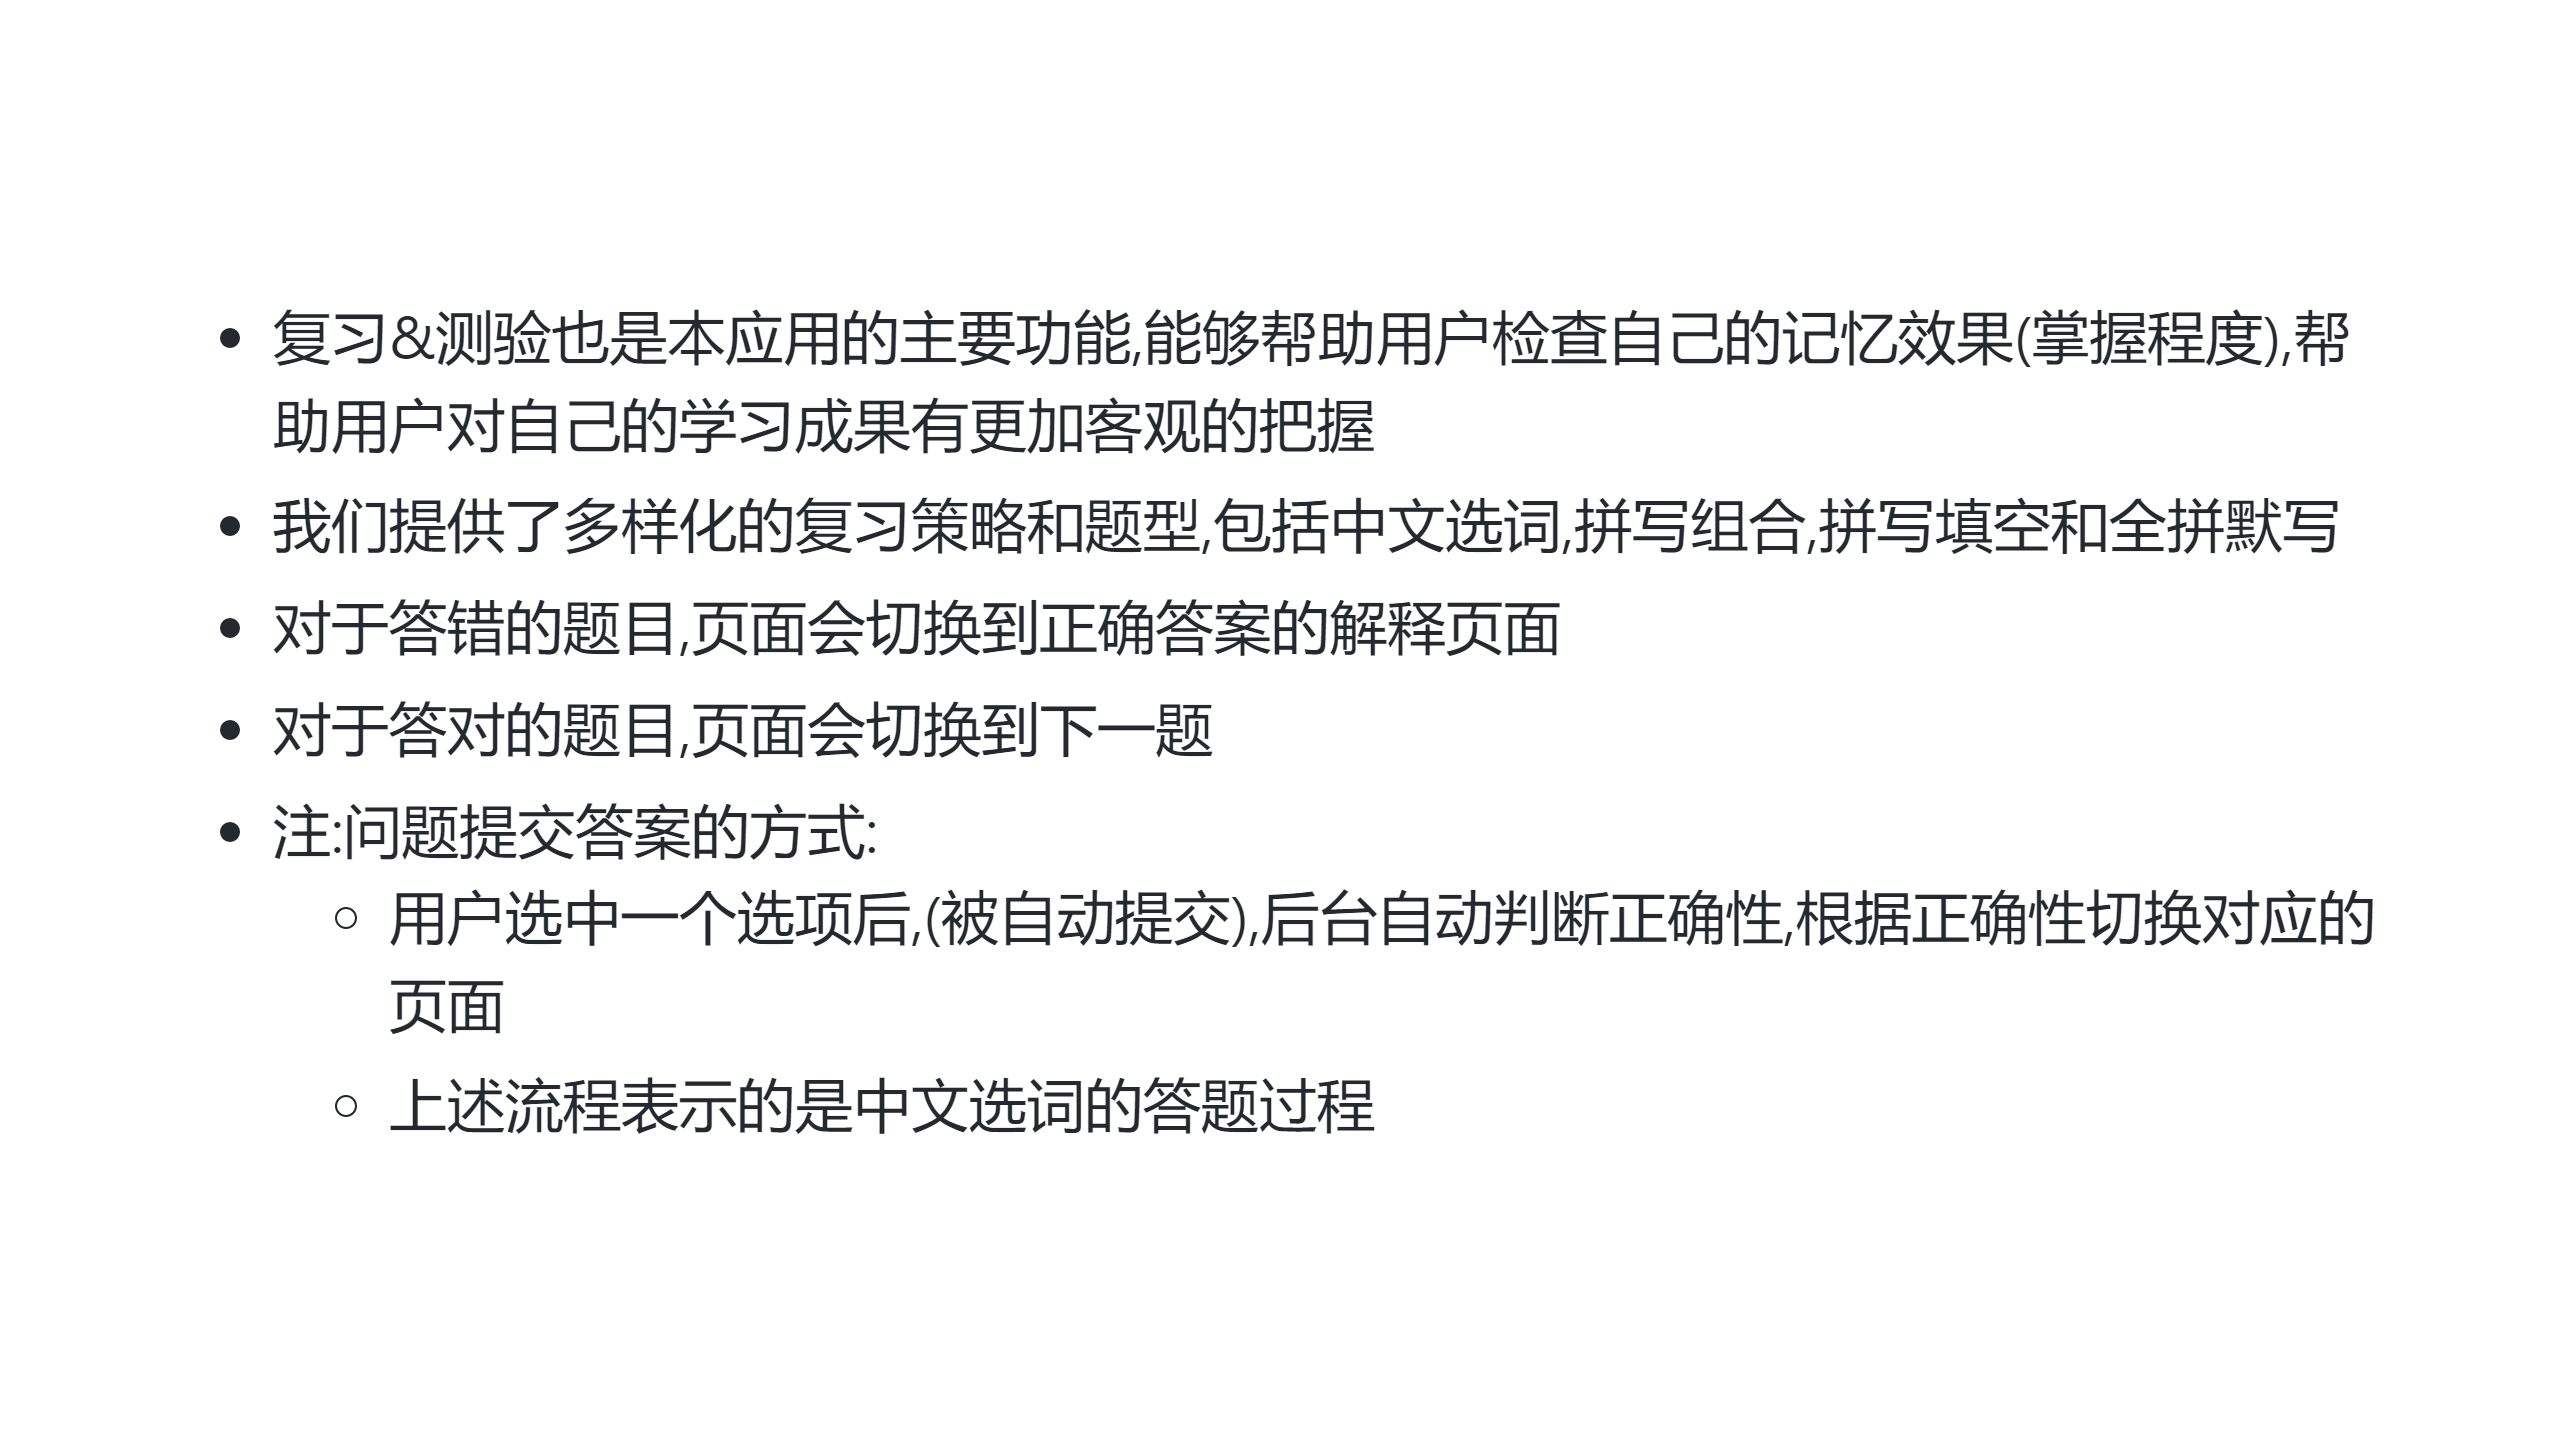 复习&测验也是本应用的主要功能,能够帮助用户检查自己的记忆效果(掌握程度),帮
助用户对自己的学习成果有更加客观的把握
我们提供了多样化的复习策略和题型,包括中文选词,拼写组合,拼写填空和全拼默写
对于答错的题目,页面会切换到正确答案的解释页面
对于答对的题目,页面会切换到下一题
注:问题提交答案的方式:
用户选中一个选项后,(被自动提交),后台自动判断正确性,根据正确性切换对应的
页面
上述流程表示的是中文选词的答题过程